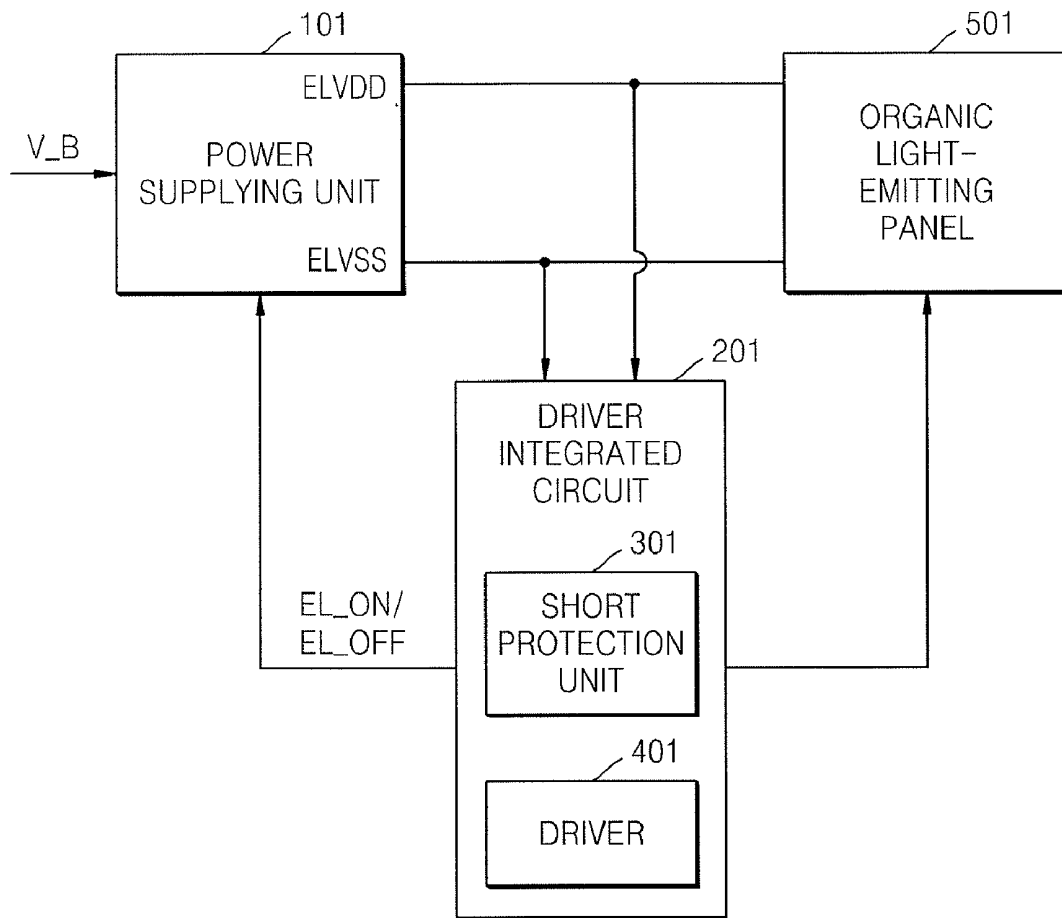 101
501
ELVDD
V_B
POWER
SUPPLYING UNIT
ELVSS
ORGANIC
LIGHT-
EMITTING
PANEL
201
DRIVER
INTEGRATED
CIRCUIT
301
EL_ON/
EL_OFF
SHORT
PROTECTION
UNIT
401
DRIVER